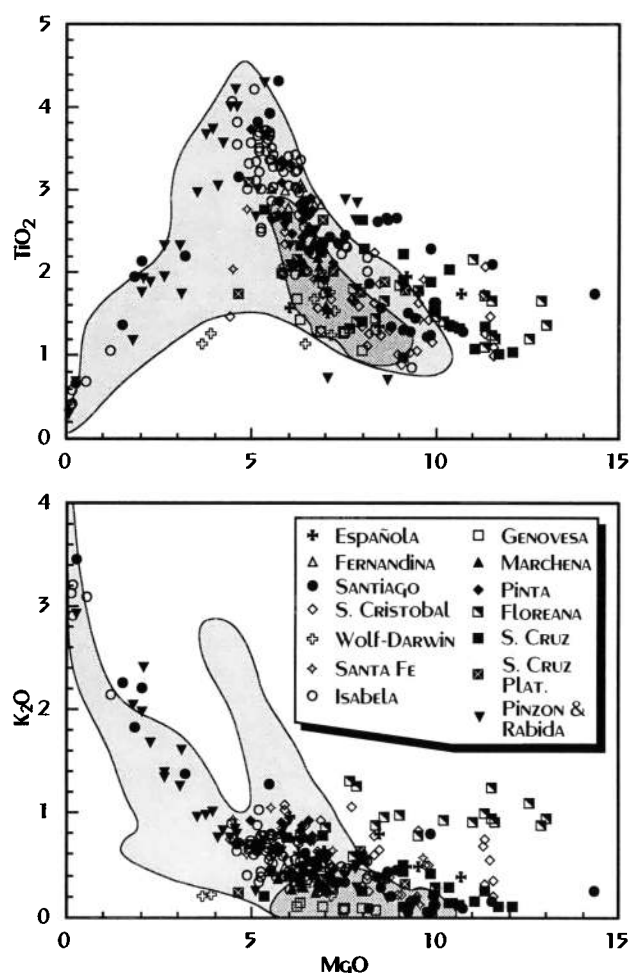 5
4
3
2
1
0
TiO2
0
5
10
15
4
3
2
1
0
K2O
Española
Fernandina
Santiago
S. Cristobal
Wolf-Darwin
Santa Fe
Isabela
Genovesa
Marchena
Pinta
Floreana
S. Cruz
S. Cruz
Plat.
Pinzon &
Rabida
0
5
10
15
MgO